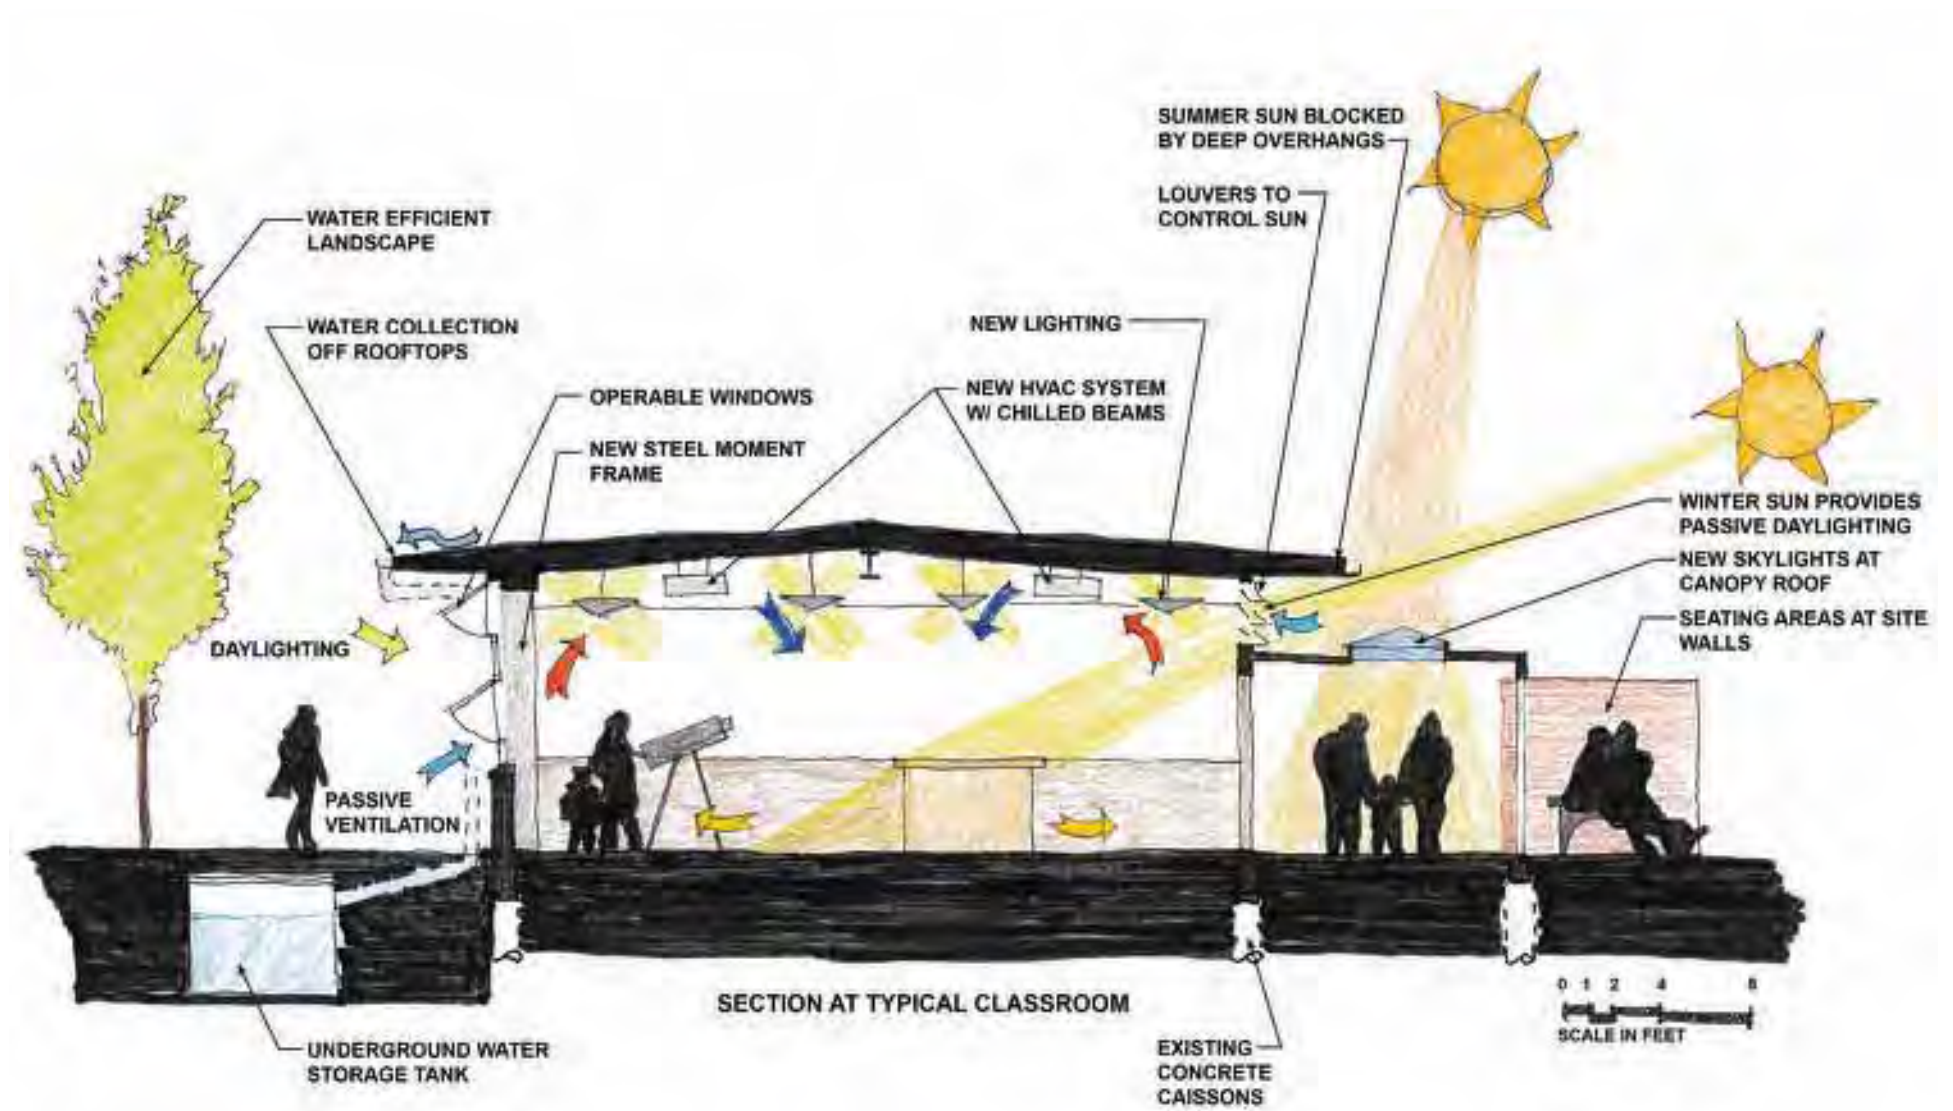 SUMMER SUN BLOCKED
BY DEEP OVERHANGS
LOUVERS TO
CONTROL SUN
WATER EFFICIENT
LANDSCAPE
WATER COLLECTION
OFF ROOFTOPS
NEW LIGHTING
OPERABLE WINDOWS
NEW HVAC SYSTEM
W/ CHILLED BEAMS
NEW STEEL MOMENT
FRAME
WINTER SUN PROVIDES
PASSIVE DAYLIGHTING
NEW SKYLIGHTS AT
CANOPY ROOF
SEATING AREAS AT SITE
WALLS
DAYLIGHTING
PASSIVE
VENTILATION
SECTION AT TYPICAL CLASSROOM
0 1 2 4 8
SCALE IN FEET
UNDERGROUND WATER
STORAGE TANK
EXISTING
CONCRETE
CAISSONS